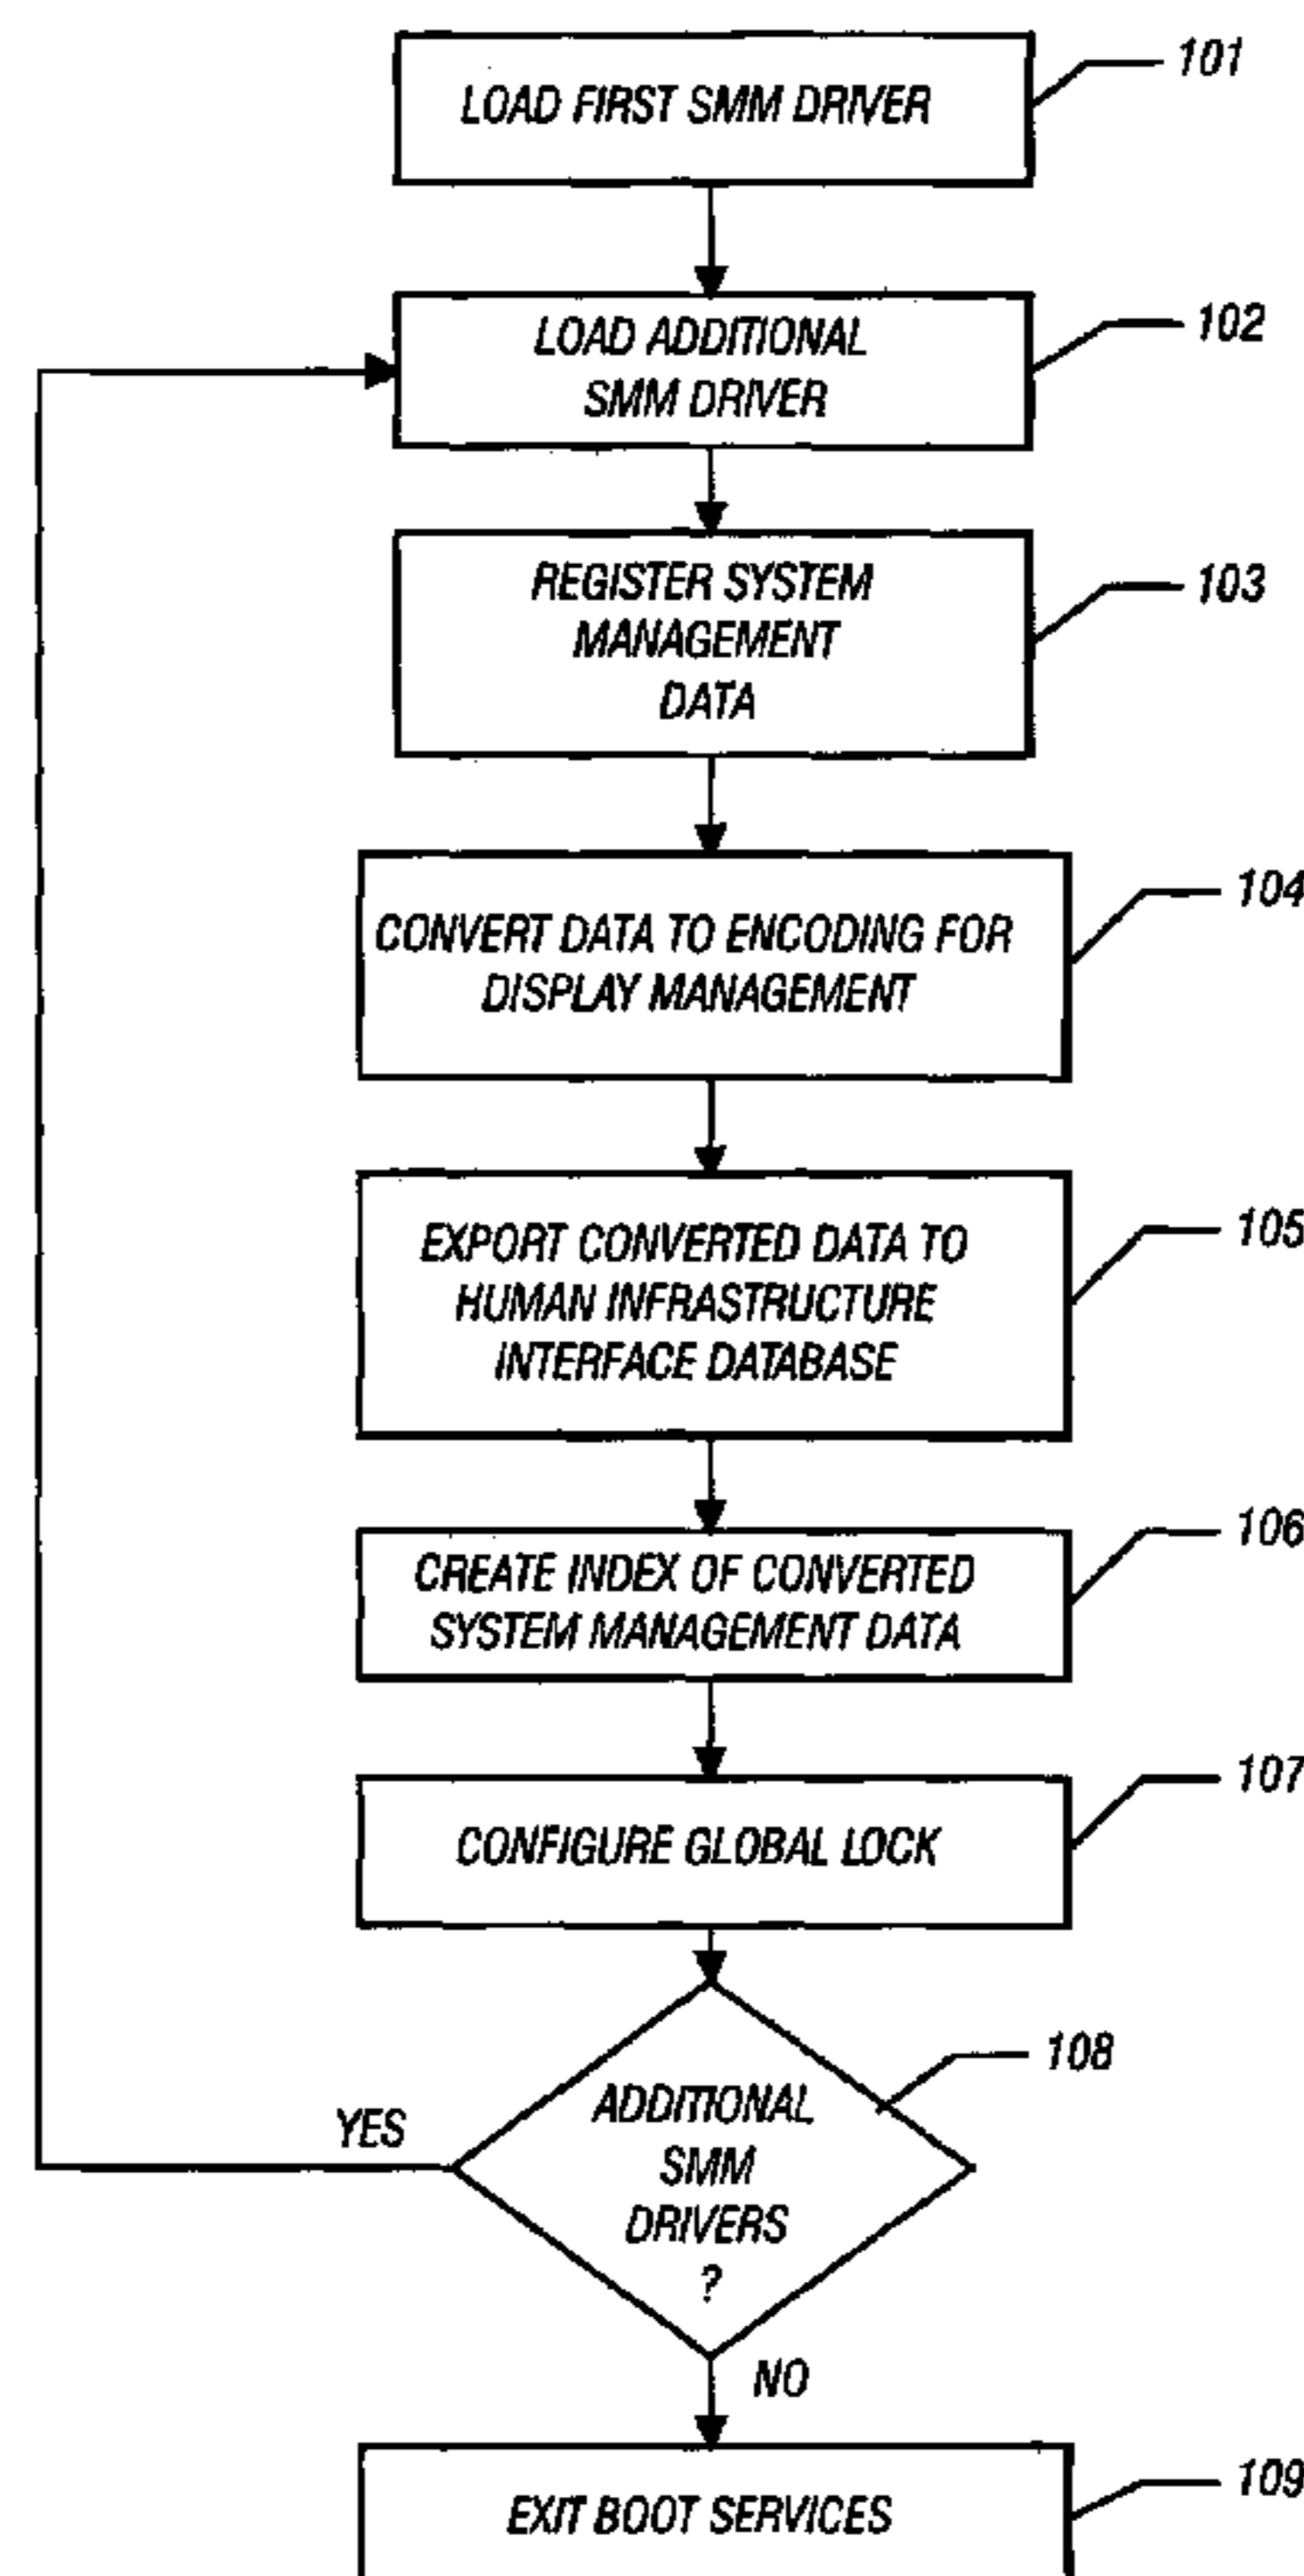 101
LOAD FIRST SMM DRIVER
102
LOAD ADDITIONAL
SMM DRIVER
103
REGISTER SYSTEM
MANAGEMENT
DATA
104
CONVERT DATA TO ENCODING FOR
DISPLAY MANAGEMENT
105
EXPORT CONVERTED DATA TO
HUMAN INFRASTRUCTURE
INTERFACE DATABASE
106
CREATE INDEX OF CONVERTED
SYSTEM MANAGEMENT DATA
107
CONFIGURE GLOBAL LOCK
108
YES
ADDITIONAL
SMM
DRIVERS
?
NO
109
EXIT BOOT SERVICES